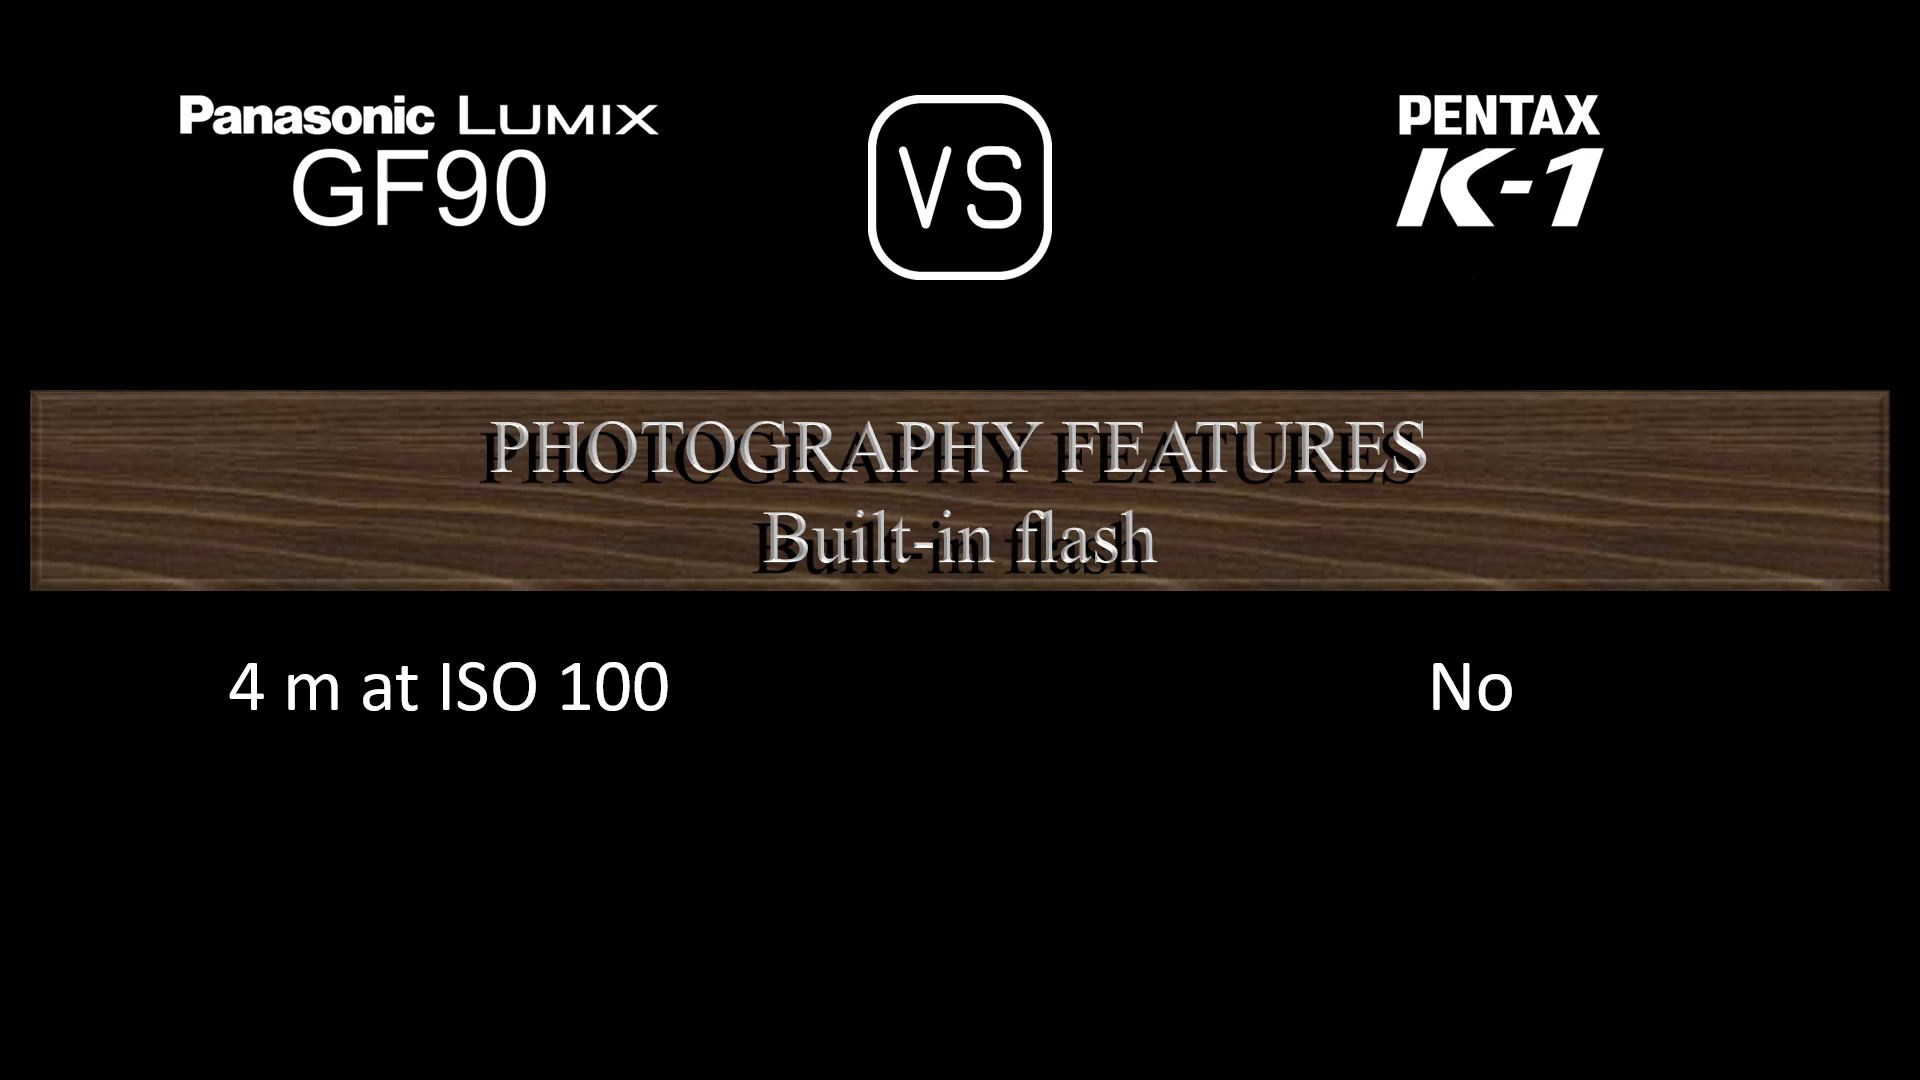 Panasonic LUMIX
GF90
VS
PENTAX
K-1
PHOTOGRAPHY FEATURES
Built-in flash
4 m at ISO 100
No